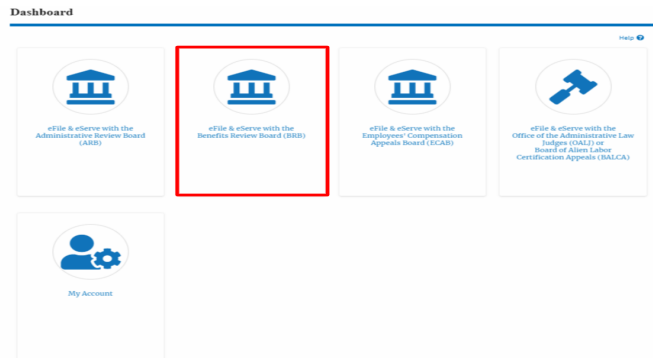 Dashboard
Help
eFile & eServe with the
Administrative Review Board
(ARB)
eFile & eServe with the
Benefits Review Board (BRB)
eFile & eServe with the
Employees' Compensation
Appeals Board (ECAB)
eFile & eServe with the
Office of the Administrative Law
Judges (OALJ) or
Board of Alien Labor
Certification Appeals (BALCA)
My Account